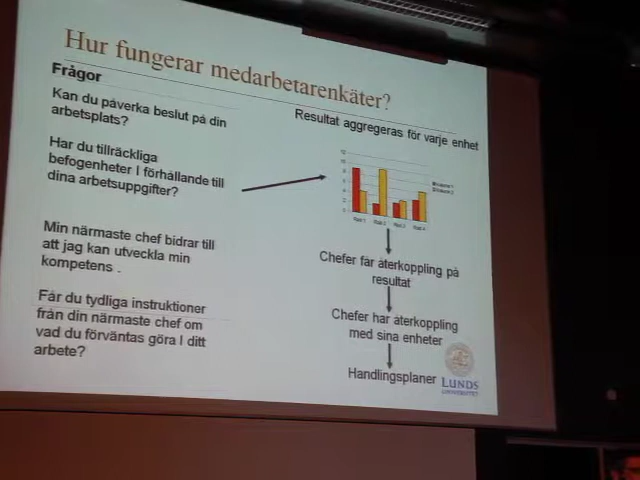 Hur fungerar medarbetarenkäter?
Frågor
Kan du påverka beslut på din
arbetsplats?
Har du tillräckliga
befogenheter I förhållande till
dina arbetsuppgifter?
Min närmaste chef bidrar till
att jag kan utveckla min
kompetens .
Får du tydliga instruktioner
från din närmaste chef om
vad du förväntas göra I ditt
arbete?
Resultat aggregeras för varje enhet
Chefer får återkoppling på
resultat
Chefer har återkoppling
med sina enheter
Handlingsplaner
LUNDS
UNIVERSITET